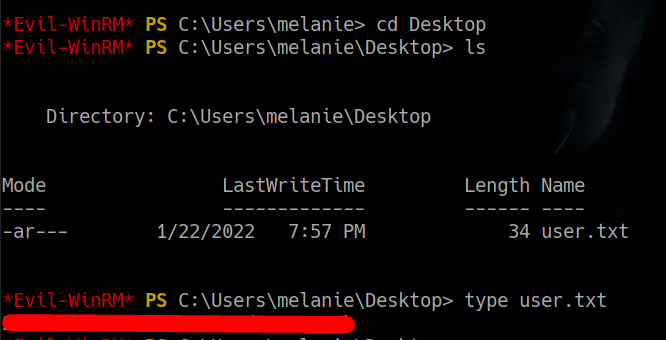 *Evil-WinRM* PS C:\Users\melanie> cd Desktop
*Evil-WinRM* PS C:\Users\melanie\Desktop> ls
Directory: C:\Users\melanie\Desktop
Mode LastWriteTime Length Name
---- ------------- ------ ----
-ar--- 1/22/2022 7:57 PM 34 user.txt
*Evil-WinRM* PS C:\Users\melanie\Desktop> type user.txt